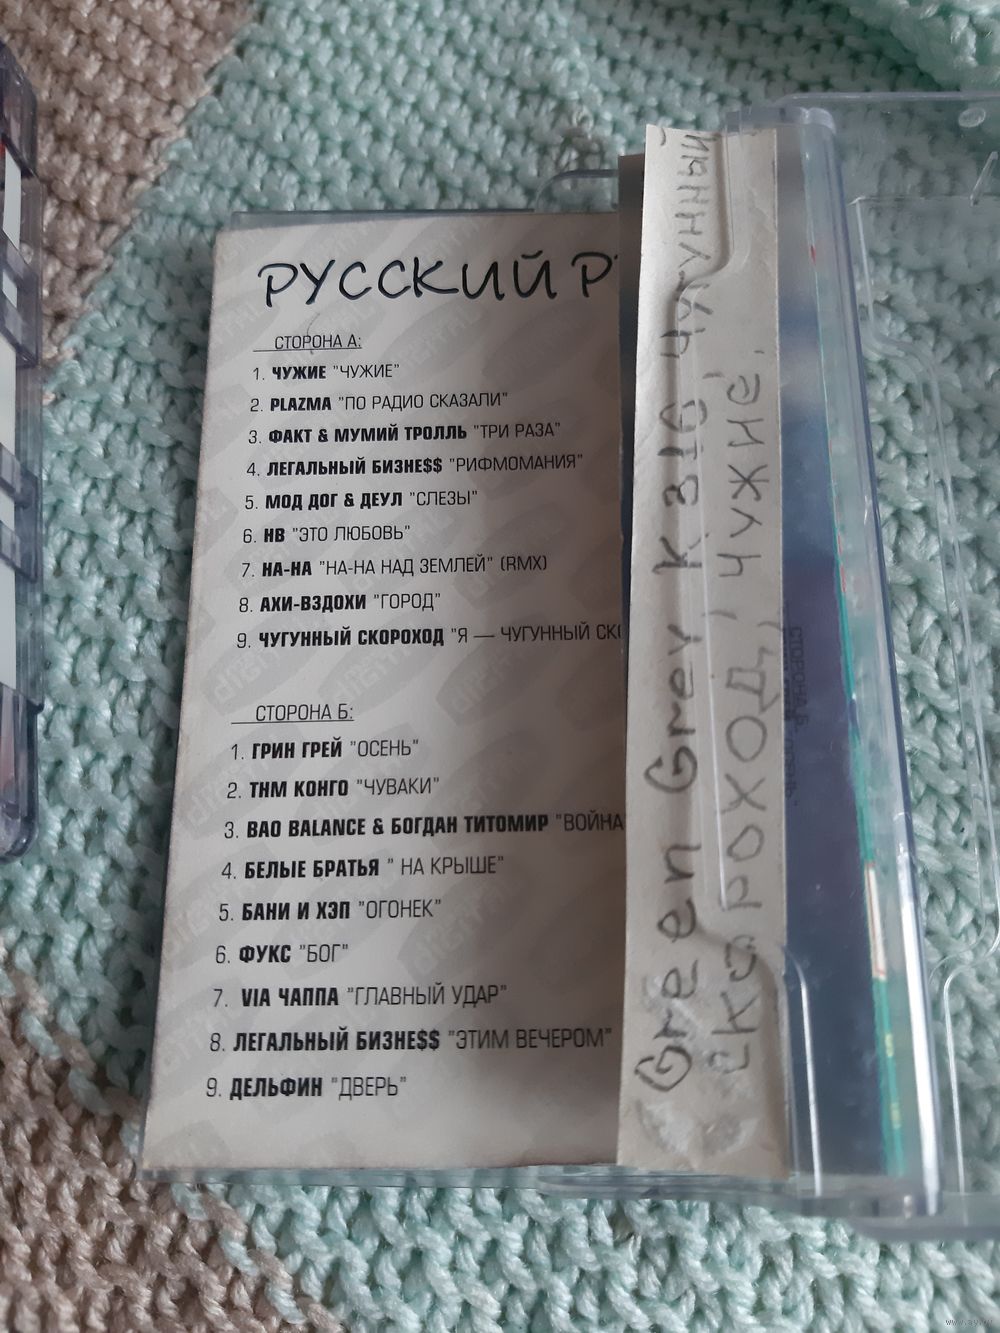 РУССКИЙ Р
СТОРОНА А:
1. ЧУЖИЕ "ЧУЖИЕ"
2. PLAZMA "ПО РАДИО СКАЗАЛИ"
3. ФАКТ & МУМИЙ ТРОЛЛЬ "ТРИ РАЗА"
4. ЛЕГАЛЬНЫЙ БИЗНЕ$$ "РИФМОМАНИЯ"
5. МОД ДОГ & ДЕУЛ "СЛЕЗЫ"
6. НВ "ЭТО ЛЮБОВЬ"
7. НА-НА "НА-НА НАД ЗЕМЛЕЙ" (RMX)
8. АХИ-ВЗДОХИ "ГОРОД"
9. ЧУГУННЫЙ СКОРОХОД "Я — ЧУГУННЫЙ СК
СТОРОНА Б:
1. ГРИН ГРЕЙ "ОСЕНЬ"
2. ТНМ КОНГО "ЧУВАКИ"
3. BAO BALANCE & БОГДАН ТИТОМИР "ВОЙНА
4. БЕЛЫЕ БРАТЬЯ " НА КРЫШЕ"
5. БАНИ И ХЭП "ОГОНЕК"
6. ФУКС "БОГ"
7. VIA ЧАППА "ГЛАВНЫЙ УДАР"
8. ЛЕГАЛЬНЫЙ БИЗНЕ$$ "ЭТИМ ВЕЧЕРОМ"
9. ДЕЛЬФИН "ДВЕРЬ"
Green Grey, Чугунный
Скороход, Чужие,
СТОРОНА Б: